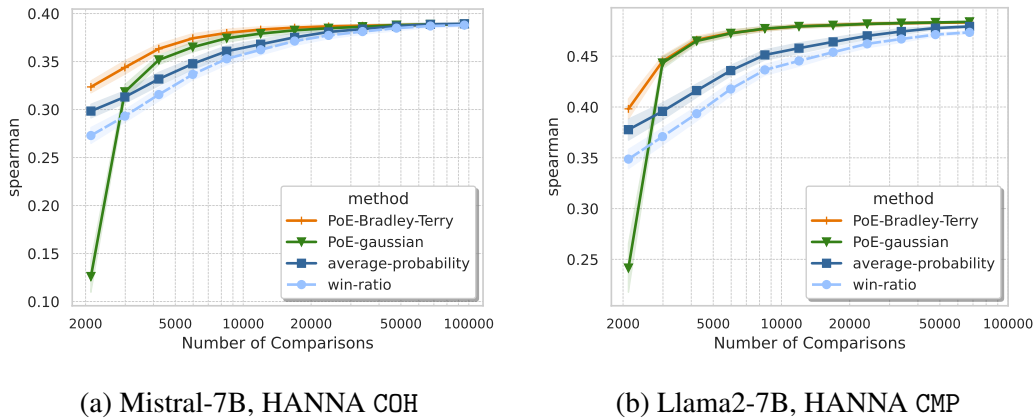 0.40
0.35
0.30
0.25
0.20
0.15
0.10
spearman
method
PoE-Bradley-Terry
PoE-gaussian
average-probability
win-ratio
2000 5000 10000 20000 50000 100000
Number of Comparisons
(a) Mistral-7B, HANNA COH
0.45
0.40
0.35
0.30
0.25
spearman
method
PoE-Bradley-Terry
PoE-gaussian
average-probability
win-ratio
2000 5000 10000 20000 50000 100000
Number of Comparisons
(b) Llama2-7B, HANNA CMP